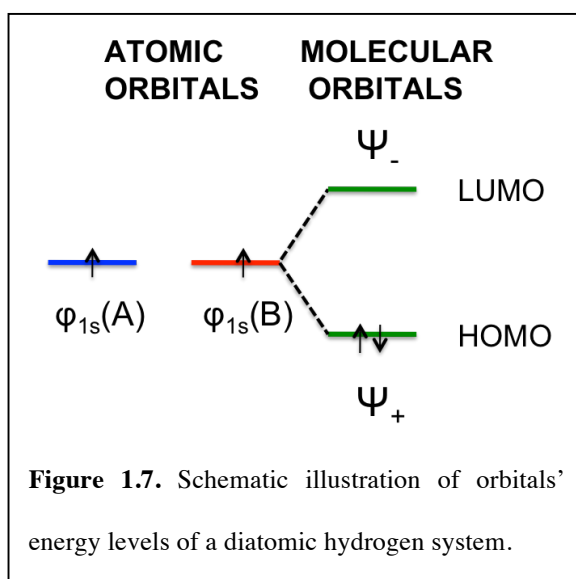 ATOMIC ORBITALS
MOLECULAR ORBITALS
Ψ-
LUMO
φ1s(A)
φ1s(B)
HOMO
Ψ+
Figure 1.7. Schematic illustration of orbitals’
energy levels of a diatomic hydrogen system.